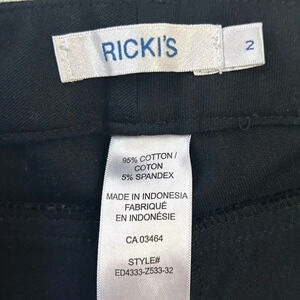 RICKI'S
2
95% COTTON /
COTON
5% SPANDEX
MADE IN INDONESIA
FABRIQUÉ
EN INDONÉSIE
CA 03464
STYLE#
ED4333-Z533-32